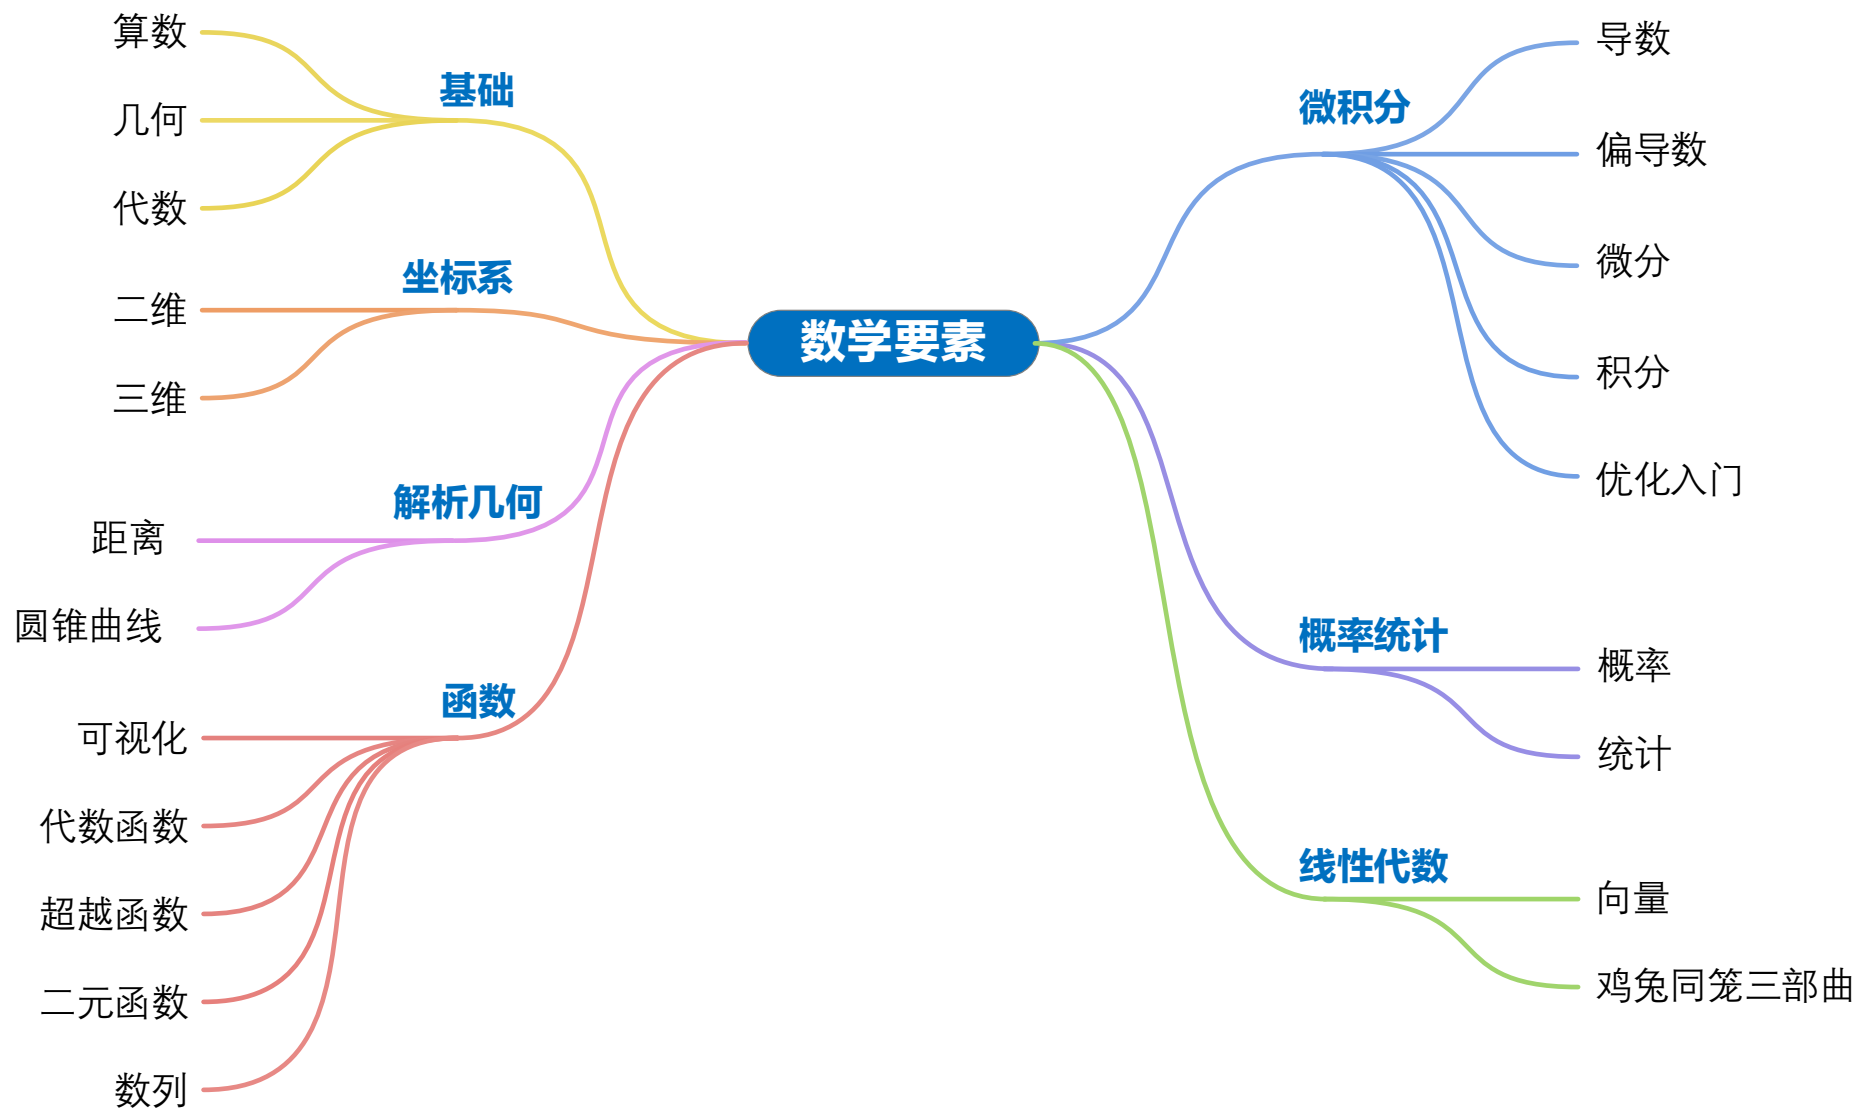 数学要素
基础
算数
几何
代数
坐标系
二维
三维
解析几何
距离
圆锥曲线
函数
可视化
代数函数
超越函数
二元函数
数列
微积分
导数
偏导数
微分
积分
优化入门
概率统计
概率
统计
线性代数
向量
鸡兔同笼三部曲